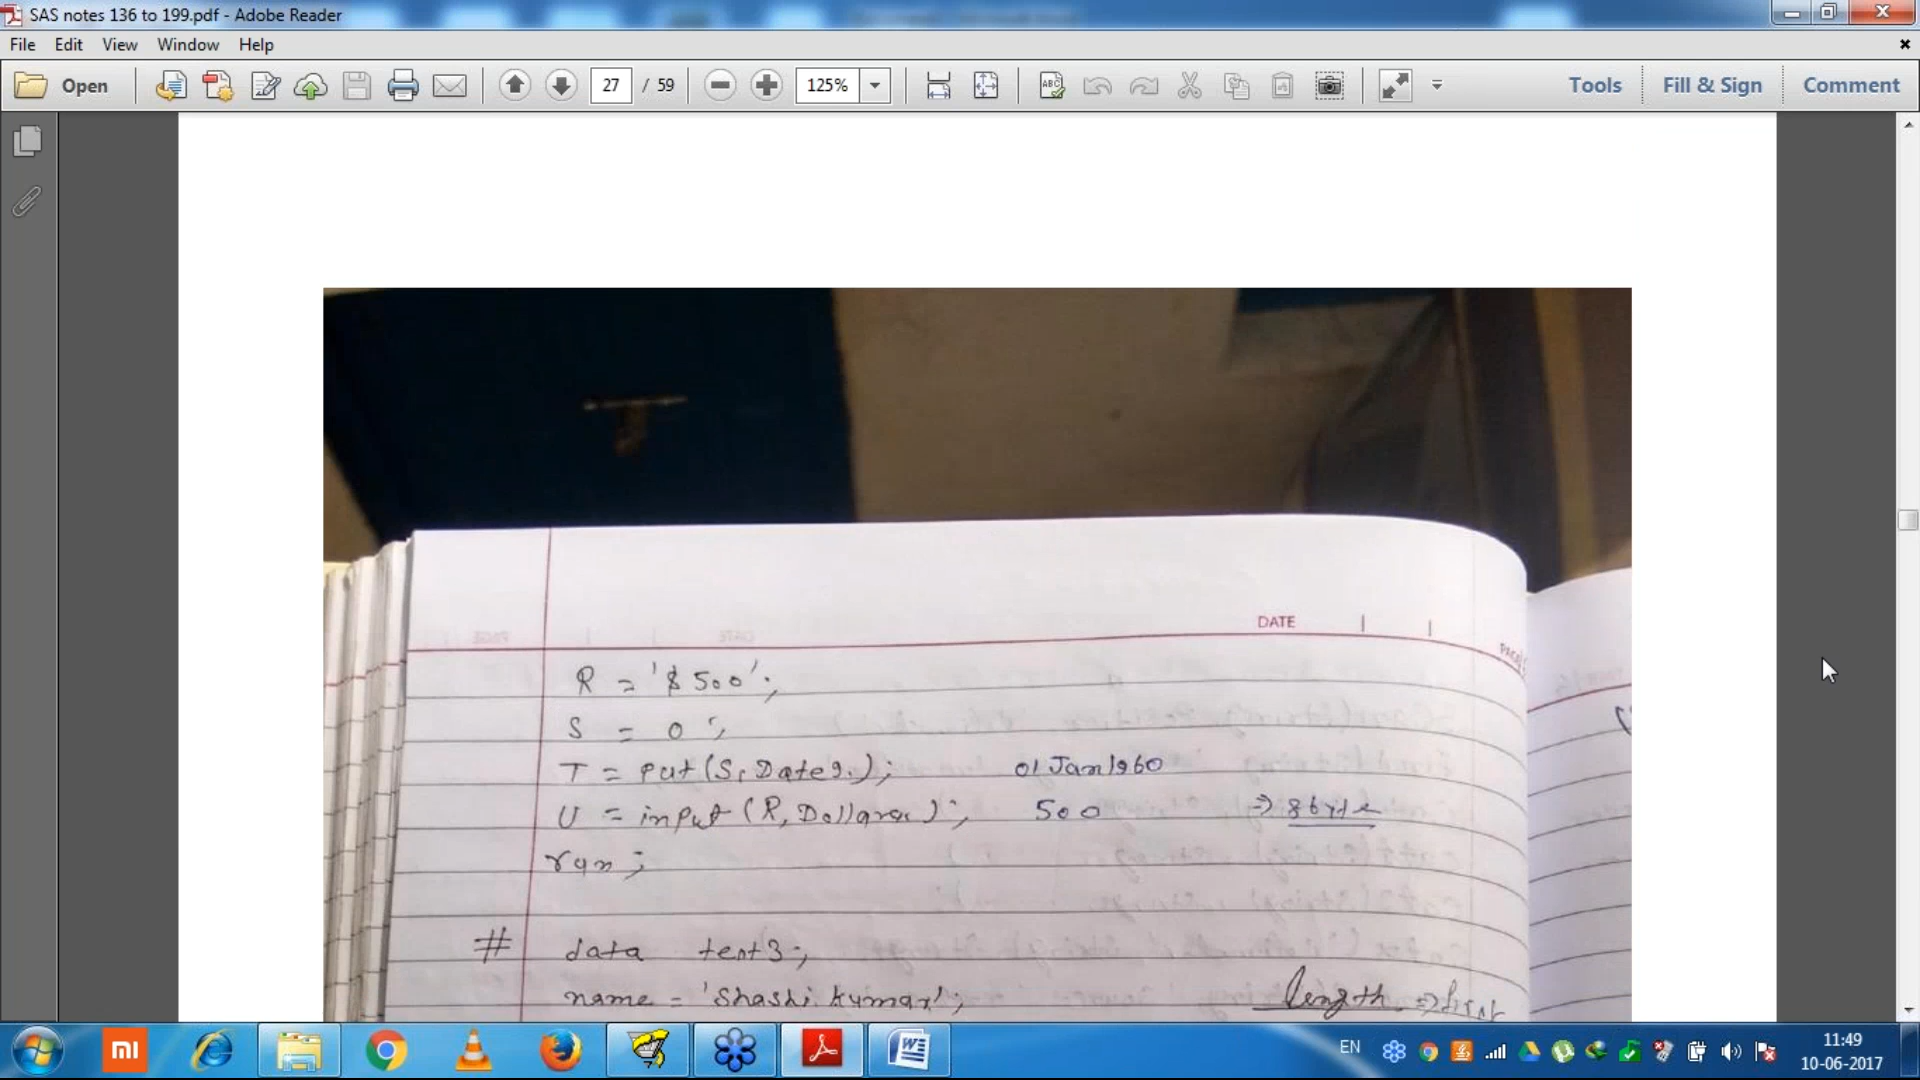 SAS notes 136 to 199.pdf - Adobe Reader
File Edit View Window Help
Open 27 / 59 125% Tools Fill & Sign Comment
DATE
R = '$500';
S = 0;
T = put(S, Date9.); 01Jan1960
U = input(R, Dollar8.); 500 => 8 byte
run;
# data test3;
name = 'Shashi kumar'; length =>
EN 11:49
10-06-2017